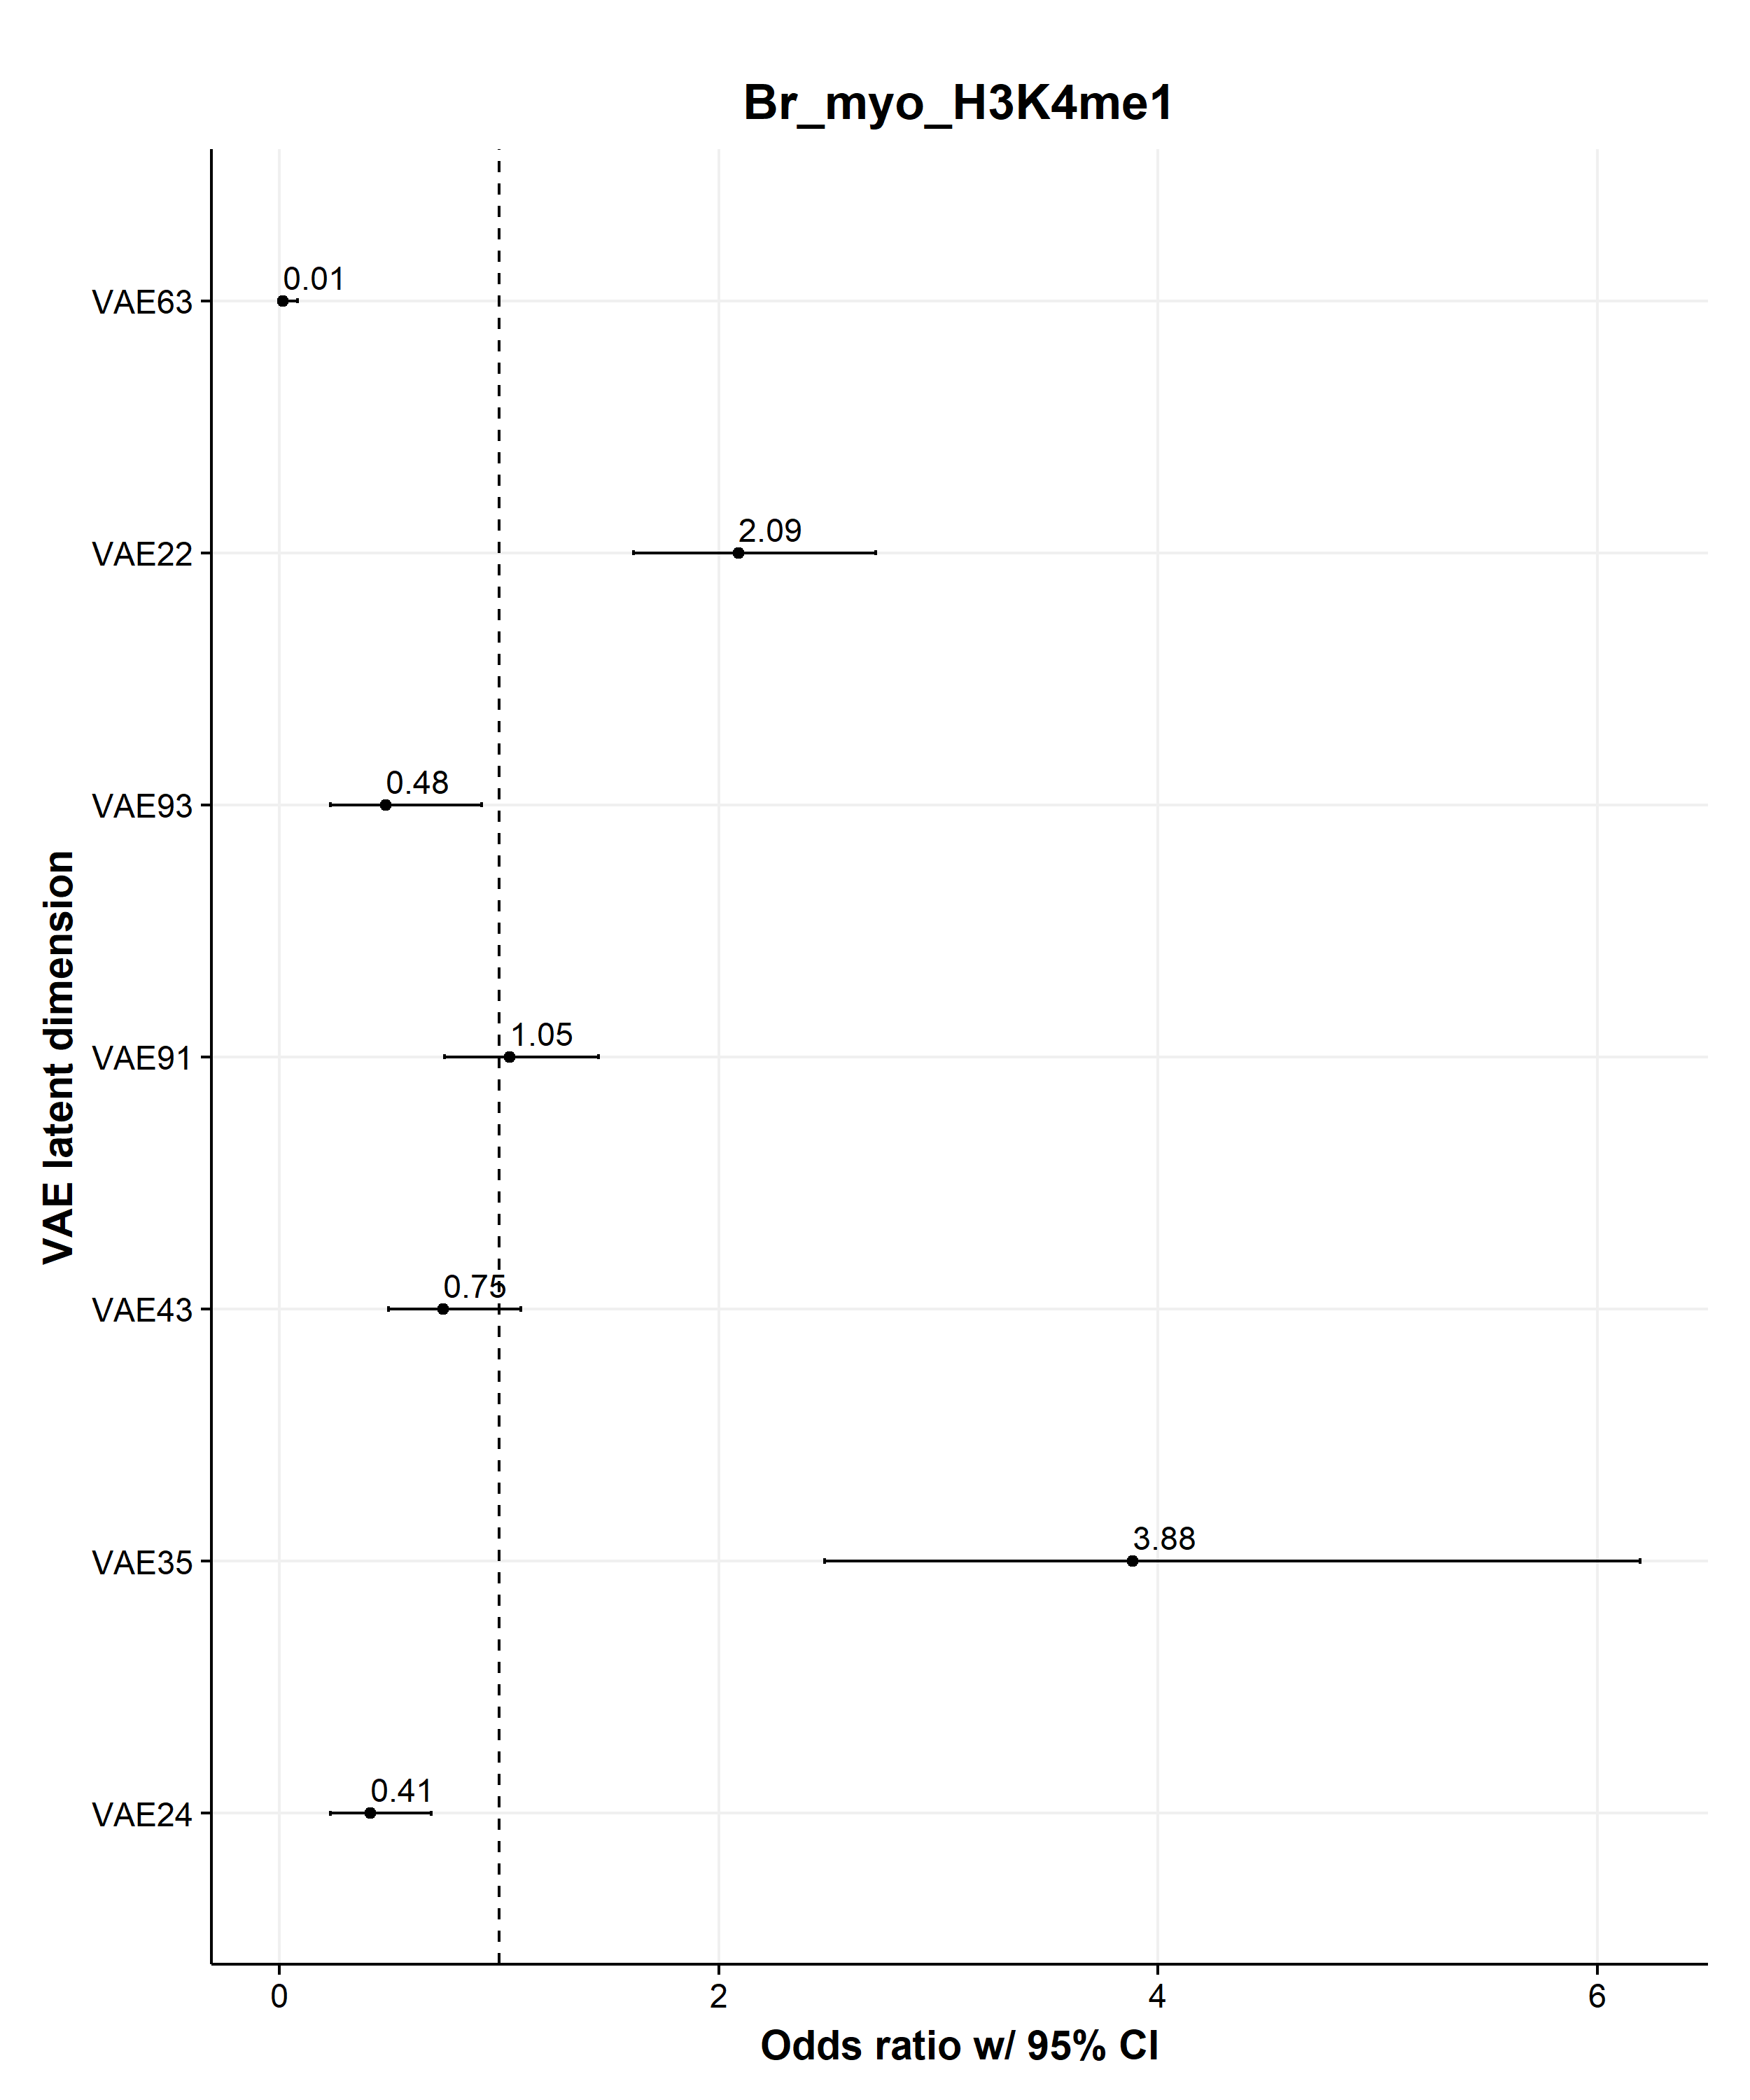 Br_myo_H3K4me1
VAE latent dimension
VAE63
0.01
VAE22
2.09
VAE93
0.48
VAE91
1.05
VAE43
0.75
VAE35
3.88
VAE24
0.41
0 2 4 6
Odds ratio w/ 95% CI